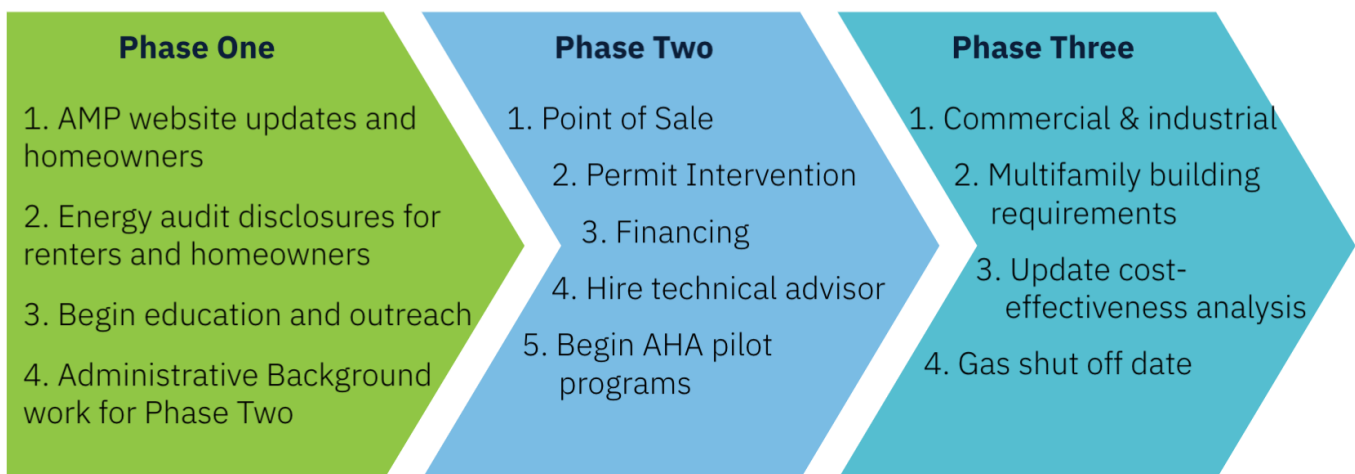 Phase One
1. AMP website updates and
homeowners
2. Energy audit disclosures for
renters and homeowners
3. Begin education and outreach
4. Administrative Background
work for Phase Two
Phase Two
1. Point of Sale
2. Permit Intervention
3. Financing
4. Hire technical advisor
5. Begin AHA pilot
programs
Phase Three
1. Commercial & industrial
2. Multifamily building
requirements
3. Update cost-
effectiveness analysis
4. Gas shut off date